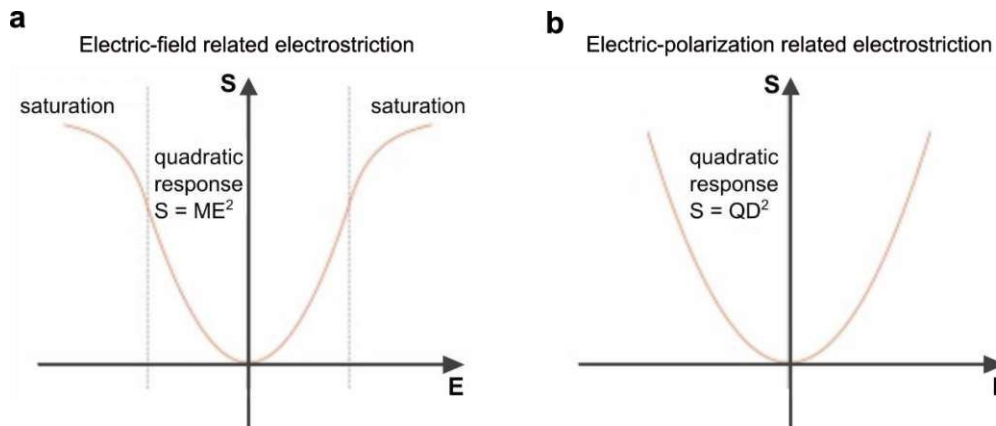 a
Electric-field related electrostriction
S
saturation
saturation
quadratic
response
S = ME²
E
b
Electric-polarization related electrostriction
S
quadratic
response
S = QD²